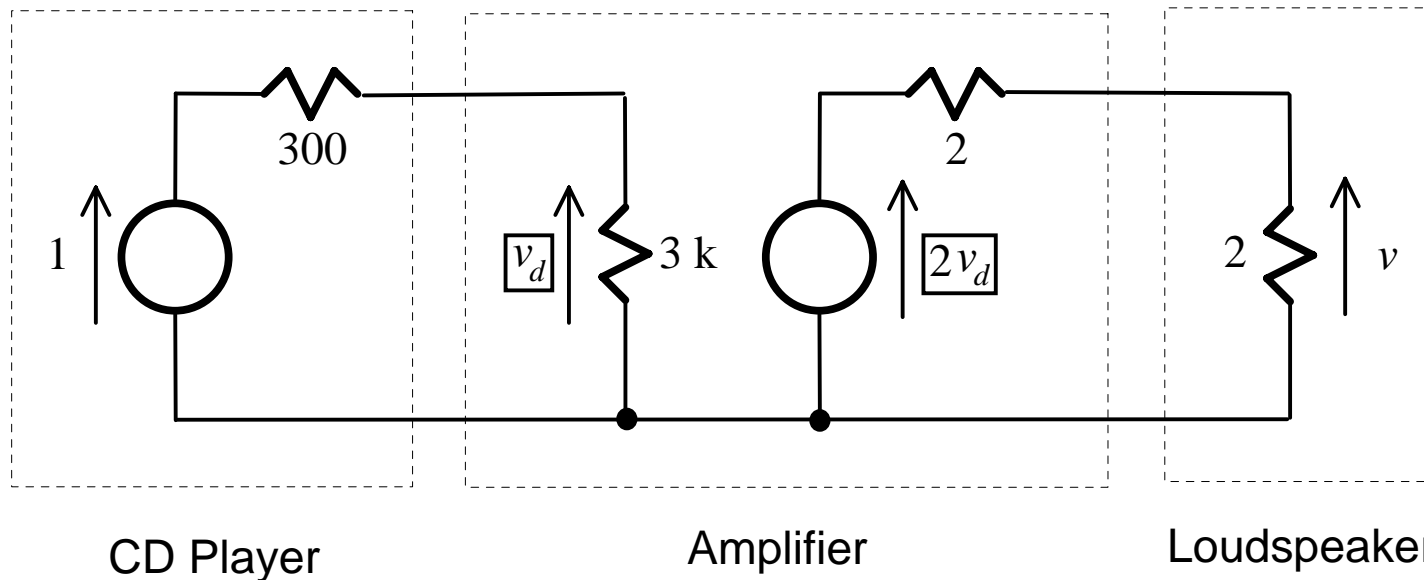 300
2
1
v_d
3 k
2v_d
2
v
CD Player
Amplifier
Loudspeaker